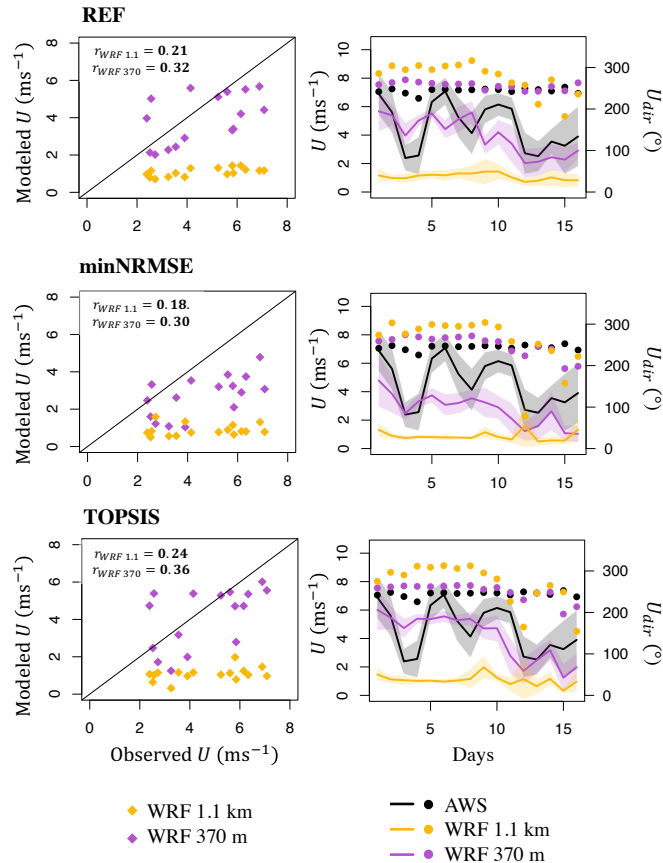 REF
r_WRF 1.1 = 0.21
r_WRF 370 = 0.32
Modeled U (ms⁻¹)
0 2 4 6 8
0 2 4 6 8
U (ms⁻¹)
0 2 4 6 8 10
5 10 15
0 100 200 300
U_dir (°)
minNRMSE
r_WRF 1.1 = 0.18.
r_WRF 370 = 0.30
Modeled U (ms⁻¹)
0 2 4 6 8
0 2 4 6 8
U (ms⁻¹)
0 2 4 6 8 10
5 10 15
0 100 200 300
U_dir (°)
TOPSIS
r_WRF 1.1 = 0.24
r_WRF 370 = 0.36
Modeled U (ms⁻¹)
0 2 4 6 8
0 2 4 6 8
Observed U (ms⁻¹)
U (ms⁻¹)
0 2 4 6 8 10
5 10 15
Days
0 100 200 300
U_dir (°)
WRF 1.1 km
WRF 370 m
AWS
WRF 1.1 km
WRF 370 m